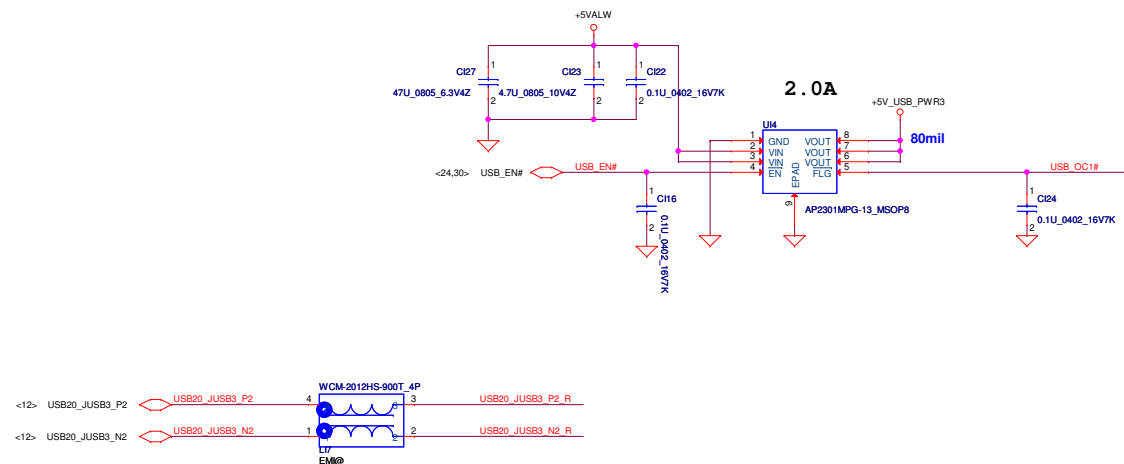 +5VALW
1 1 1
CI27 CI23 CI22
47U_0805_6.3V4Z 4.7U_0805_10V4Z 0.1U_0402_16V7K
2 2 2
2.0A
+5V_USB_PWR3
UI4
80mil
1 GND VOUT 8
2 VIN VOUT 7
3 VIN VOUT 6
<24,30> USB_EN# USB_EN# 4 EN FLG 5 USB_OC1#
EPAD
9
AP2301MPG-13_MSOP8
1
CI16
2
0.1U_0402_16V7K
1
CI24
0.1U_0402_16V7K
2
WCM-2012HS-900T_4P
<12> USB20_JUSB3_P2 USB20_JUSB3_P2 4 3 3 USB20_JUSB3_P2_R
<12> USB20_JUSB3_N2 USB20_JUSB3_N2 1 2 2 USB20_JUSB3_N2_R
LI7
EMI@